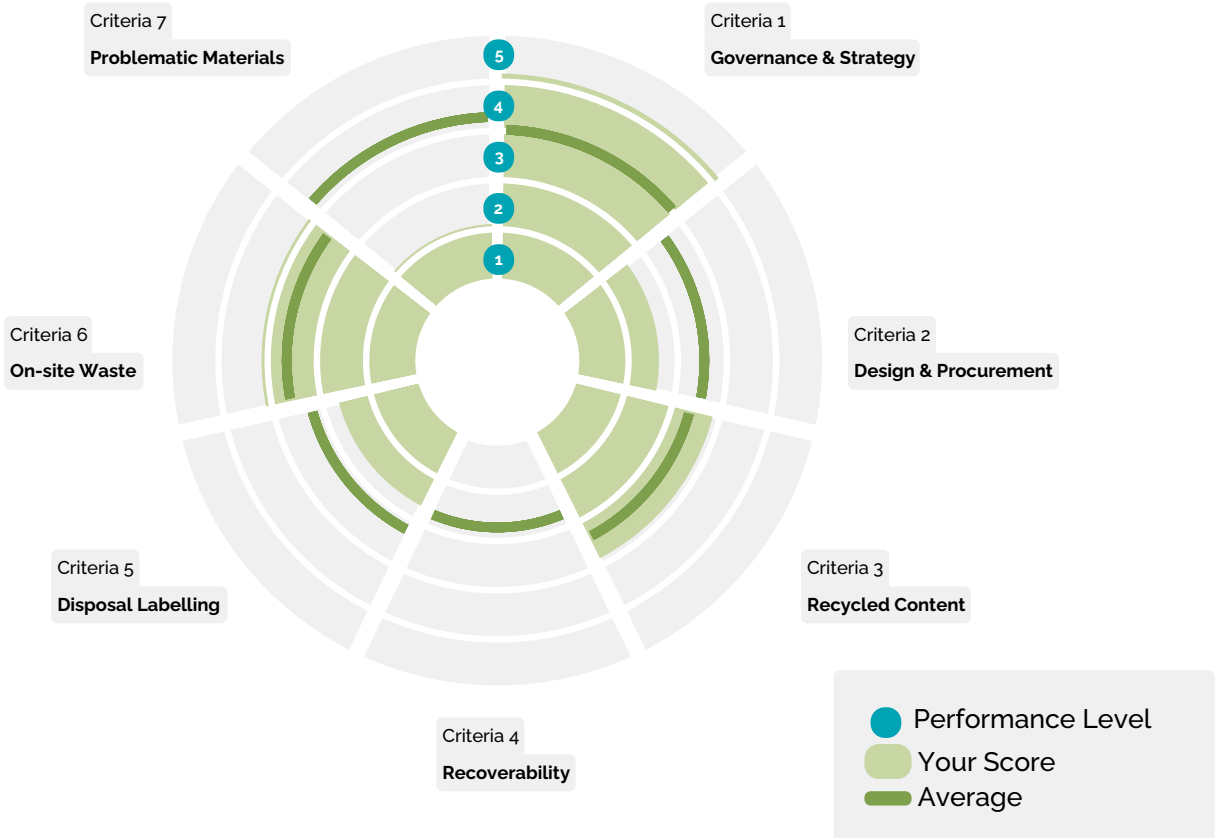 Criteria 7
Problematic Materials
Criteria 1
Governance & Strategy
5
4
3
2
1
Criteria 6
On-site Waste
Criteria 2
Design & Procurement
Criteria 5
Disposal Labelling
Criteria 3
Recycled Content
Criteria 4
Recoverability
Performance Level
Your Score
Average